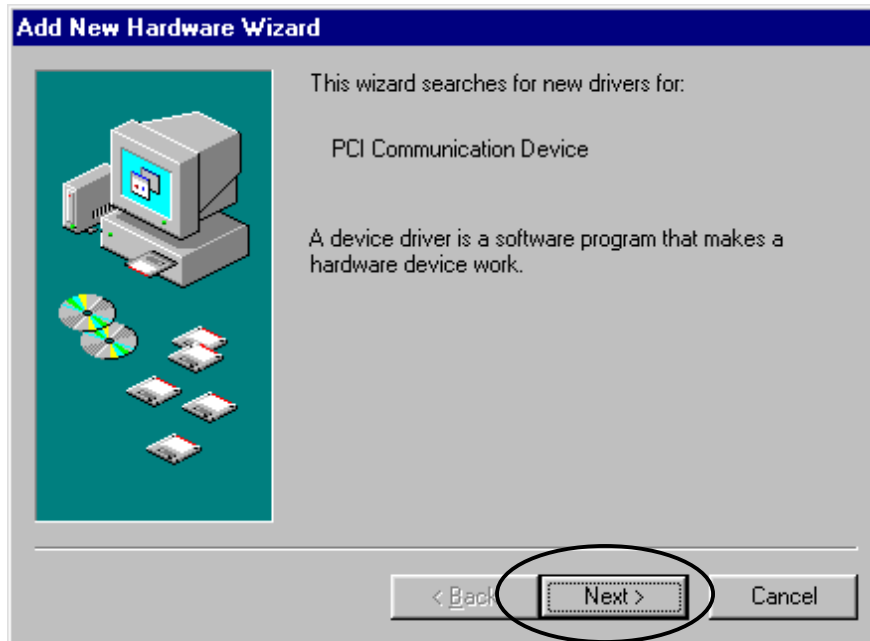 Add New Hardware Wizard
This wizard searches for new drivers for:
PCI Communication Device
A device driver is a software program that makes a
hardware device work.
< Back
Next >
Cancel